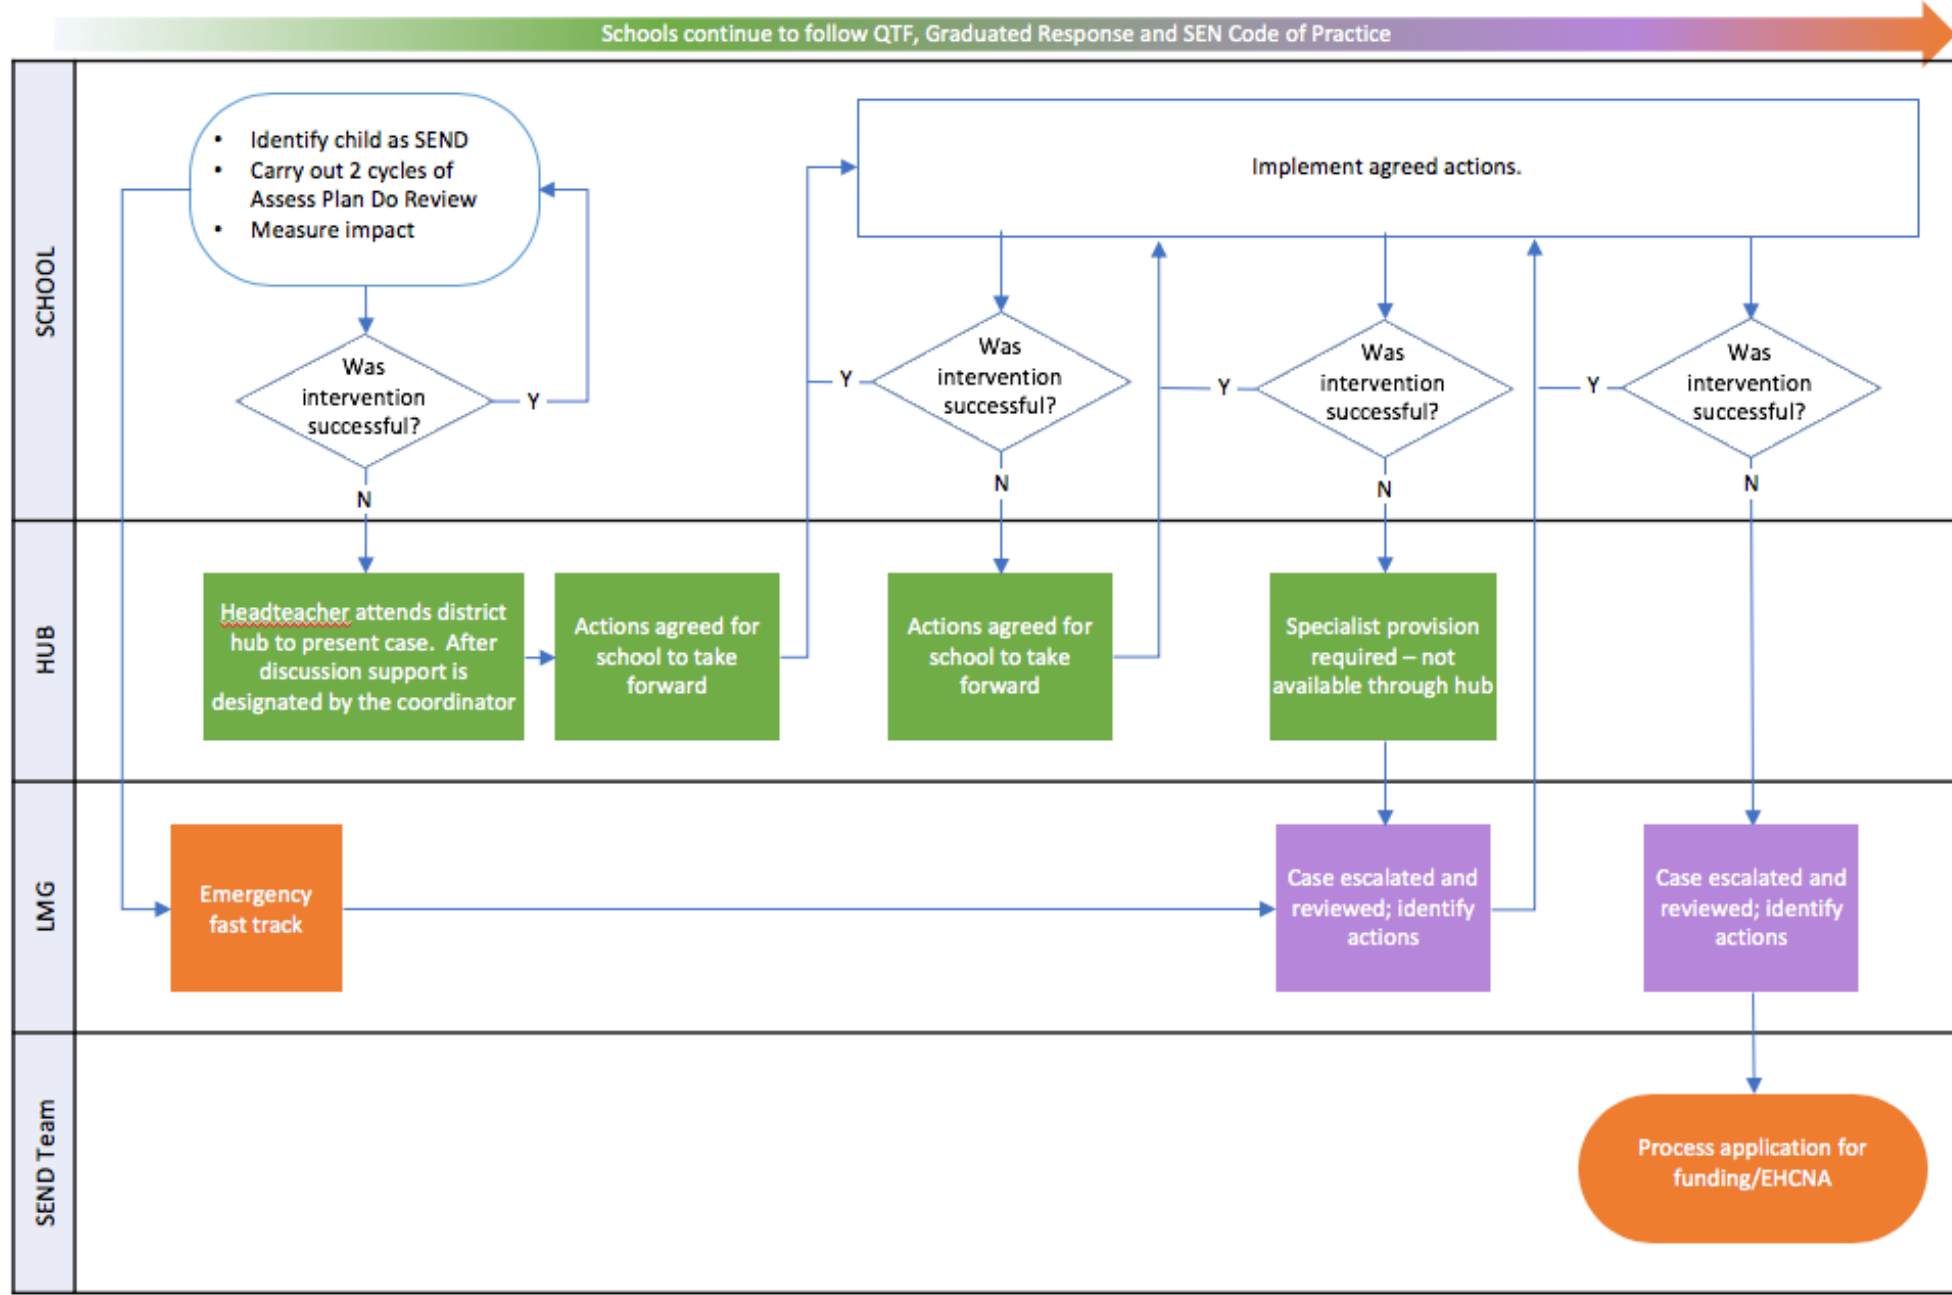 Schools continue to follow QTF, Graduated Response and SEN Code of Practice
SCHOOL
• Identify child as SEND
• Carry out 2 cycles of
Assess Plan Do Review
• Measure impact
Implement agreed actions.
Was
intervention
successful?
Y
N
Was
intervention
successful?
Y
N
Was
intervention
successful?
Y
N
Was
intervention
successful?
Y
N
HUB
Headteacher attends district
hub to present case. After
discussion support is
designated by the coordinator
Actions agreed for
school to take
forward
Actions agreed for
school to take
forward
Specialist provision
required – not
available through hub
LMG
Emergency
fast track
Case escalated and
reviewed; identify
actions
Case escalated and
reviewed; identify
actions
SEND Team
Process application for
funding/EHCNA